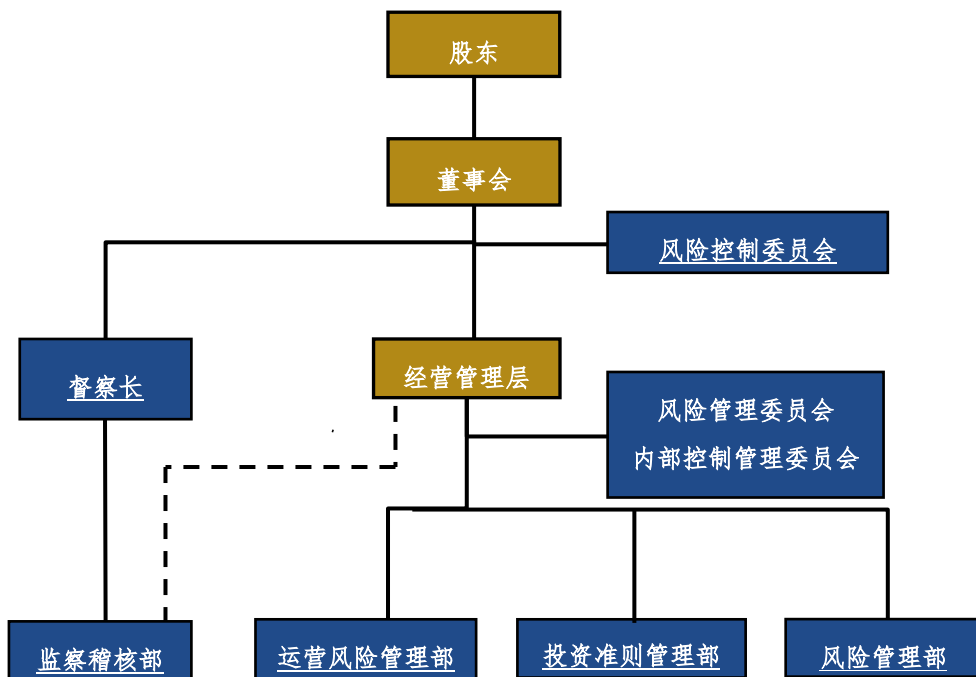 股东
董事会
风险控制委员会
督察长
经营管理层
风险管理委员会
内部控制管理委员会
监察稽核部
运营风险管理部
投资准则管理部
风险管理部